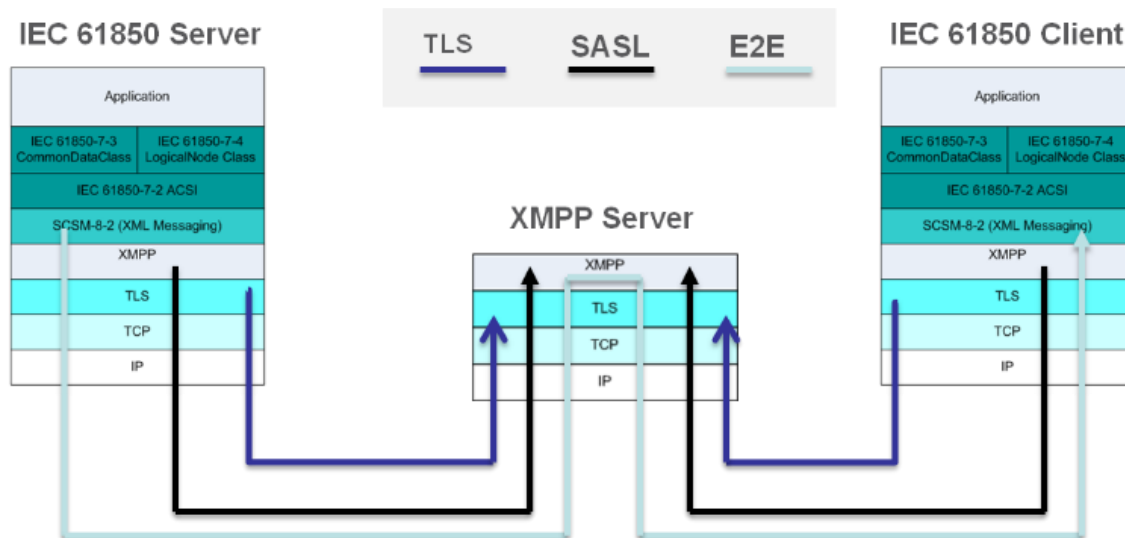 IEC 61850 Server
TLS SASL E2E
IEC 61850 Client
Application
IEC 61850-7-3
CommonDataClass
IEC 61850-7-4
LogicalNode Class
IEC 61850-7-2 ACSI
SCSM-8-2 (XML Messaging)
XMPP
TLS
TCP
IP
XMPP Server
XMPP
TLS
TCP
IP
Application
IEC 61850-7-3
CommonDataClass
IEC 61850-7-4
LogicalNode Class
IEC 61850-7-2 ACSI
SCSM-8-2 (XML Messaging)
XMPP
TLS
TCP
IP